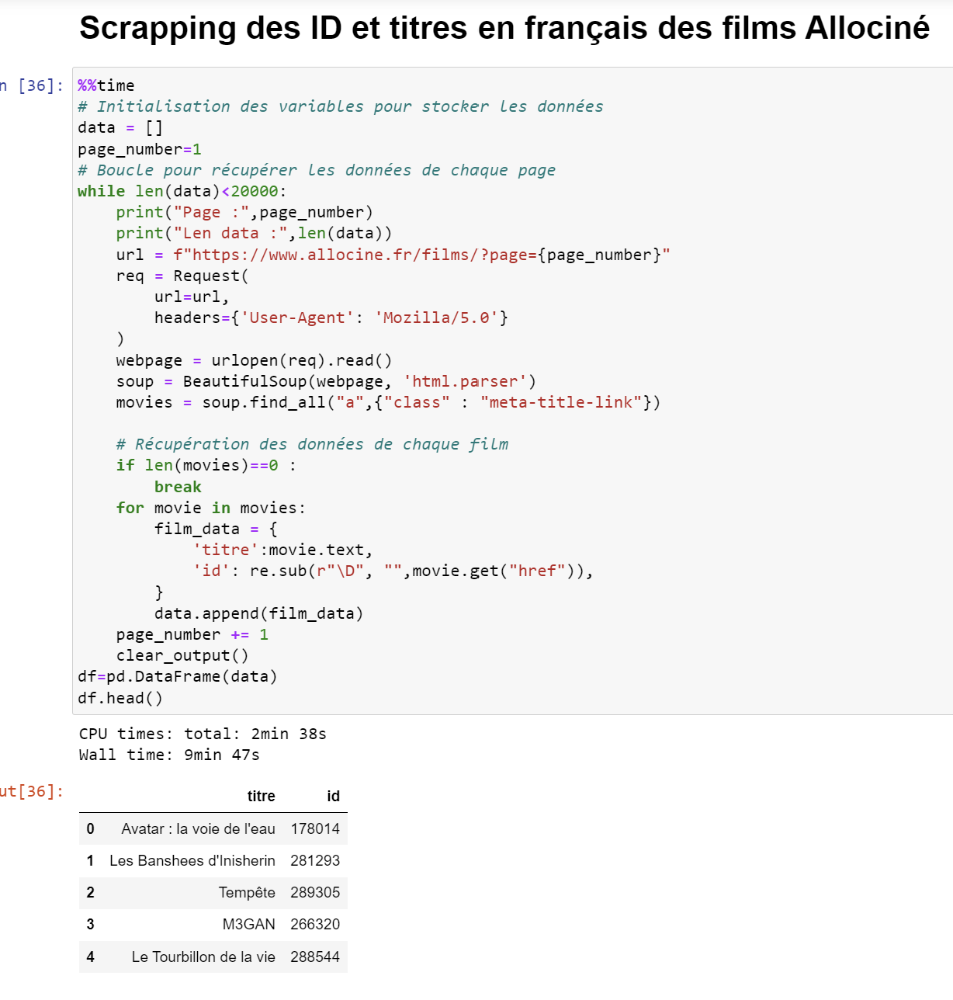 Scrapping des ID et titres en français des films Allociné
n [36]:
%%time
# Initialisation des variables pour stocker les données
data = []
page_number=1
# Boucle pour récupérer les données de chaque page
while len(data)<20000:
    print("Page :",page_number)
    print("Len data :",len(data))
    url = f"https://www.allocine.fr/films/?page={page_number}"
    req = Request(
        url=url,
        headers={'User-Agent': 'Mozilla/5.0'}
    )
    webpage = urlopen(req).read()
    soup = BeautifulSoup(webpage, 'html.parser')
    movies = soup.find_all("a",{"class" : "meta-title-link"})

    # Récupération des données de chaque film
    if len(movies)==0 :
        break
    for movie in movies:
        film_data = {
            'titre':movie.text,
            'id': re.sub(r"\D", "",movie.get("href")),
        }
        data.append(film_data)
    page_number += 1
    clear_output()
df=pd.DataFrame(data)
df.head()
CPU times: total: 2min 38s
Wall time: 9min 47s
ut[36]:
titre id
0 Avatar : la voie de l'eau 178014
1 Les Banshees d'Inisherin 281293
2 Tempête 289305
3 M3GAN 266320
4 Le Tourbillon de la vie 288544